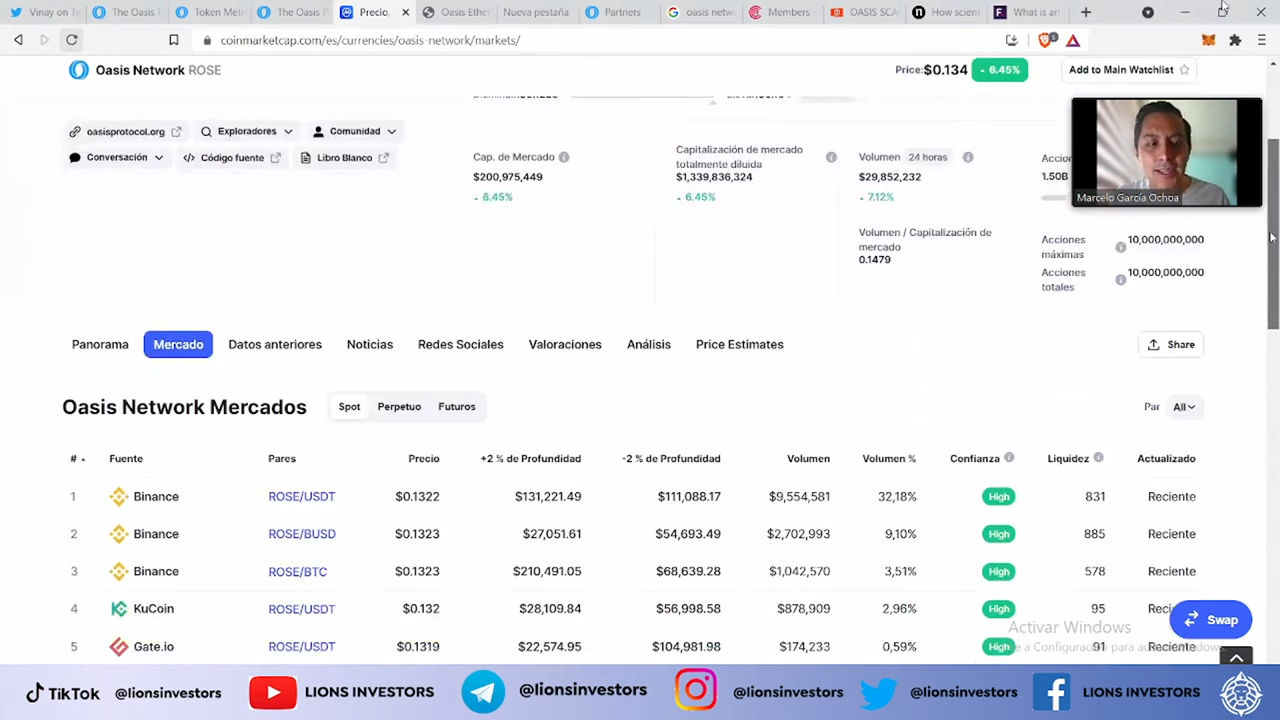 Vinay on Tw
The Oasis P
Token Metr
The Oasis P
Precio,
Oasis Ether
Nueva pestaña
Partners
oasis netwo
Members
OASIS SCA
How scient
What is an
coinmarketcap.com/es/currencies/oasis-network/markets/
Oasis Network ROSE
Price:$0.134
6.45%
Add to Main Watchlist
oasisprotocol.org
Exploradores
Comunidad
Conversación
Código fuente
Libro Blanco
Cap. de Mercado
$200,975,449
6.45%
Capitalización de mercado
totalmente diluida
$1,339,836,324
6.45%
Volumen 24 horas
$29,852,232
7.12%
Volumen / Capitalización de
mercado
0.1479
1.50B
Acciones
máximas
10,000,000,000
Acciones
totales
10,000,000,000
Marcelo García Ochoa
Panorama Mercado Datos anteriores Noticias Redes Sociales Valoraciones Análisis Price Estimates
Share
Oasis Network Mercados
Spot Perpetuo Futuros
Par All
# Fuente Pares Precio +2 % de Profundidad -2 % de Profundidad Volumen Volumen % Confianza Liquidez Actualizado
1 Binance ROSE/USDT $0.1322 $131,221.49 $111,088.17 $9,554,581 32,18% High 831 Reciente
2 Binance ROSE/BUSD $0.1323 $27,051.61 $54,693.49 $2,702,993 9,10% High 885 Reciente
3 Binance ROSE/BTC $0.1323 $210,491.05 $68,639.28 $1,042,570 3,51% High 578 Reciente
4 KuCoin ROSE/USDT $0.132 $28,109.84 $56,998.58 $878,909 2,96% High 95
5 Gate.io ROSE/USDT $0.1319 $22,574.95 $104,981.98 $174,233 0,59% High
Swap
Activar Windows
a Configuración para
TikTok @lionsinvestors LIONS INVESTORS @lionsinvestors @lionsinvestors @lionsinvestors LIONS INVESTORS